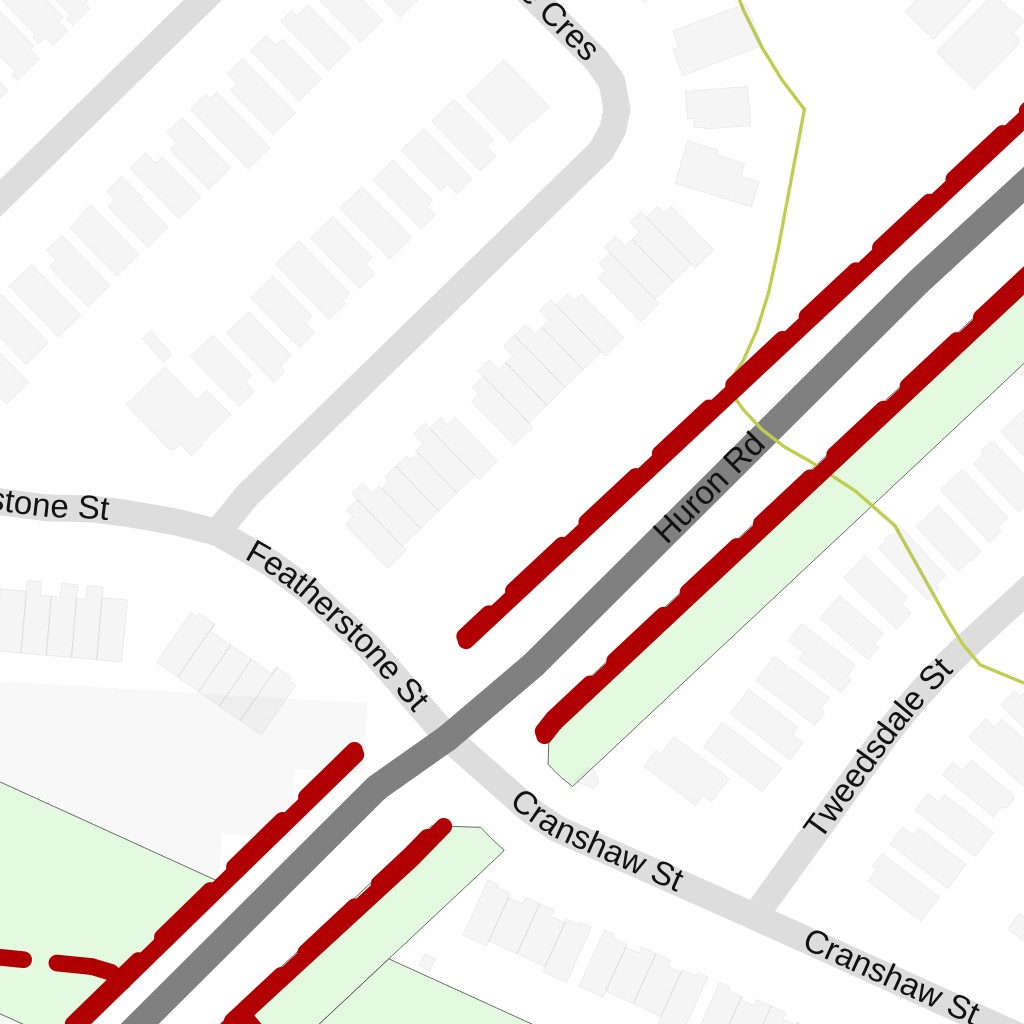 e Cres
stone St
Featherstone St
Huron Rd
Tweedsdale St
Cranshaw St
Cranshaw St